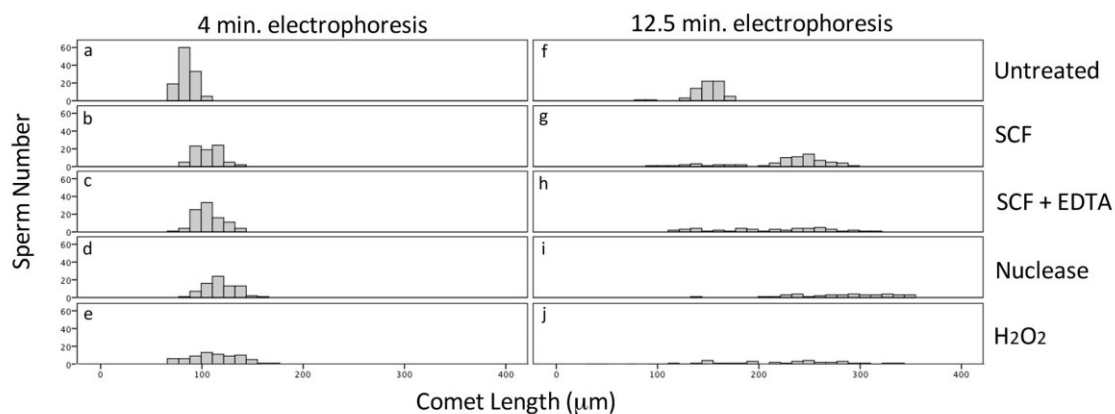 4 min. electrophoresis 12.5 min. electrophoresis
a f Untreated
60
40
20
0
b g SCF
60
40
20
0
c h SCF + EDTA
60
40
20
0
d i Nuclease
60
40
20
0
e j H2O2
60
40
20
0
0 100 200 300 400 0 100 200 300 400
Sperm Number
Comet Length (µm)